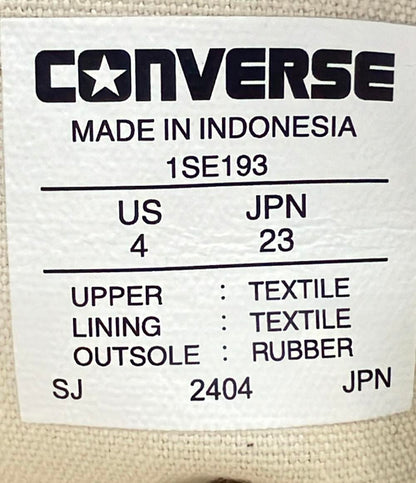 CONVERSE
MADE IN INDONESIA
1SE193
US JPN
4 23
UPPER : TEXTILE
LINING : TEXTILE
OUTSOLE : RUBBER
SJ 2404 JPN